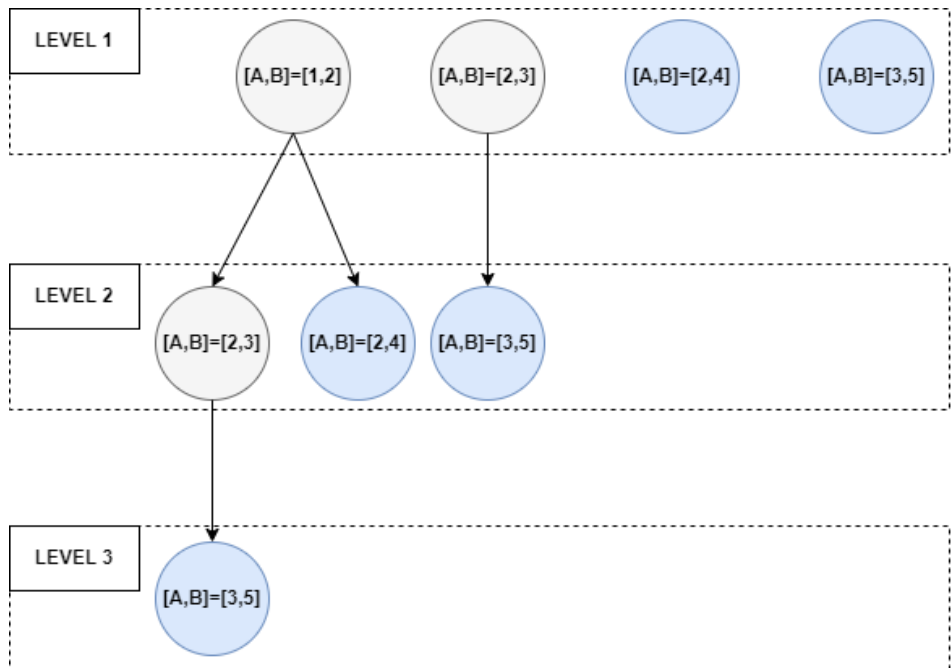 LEVEL 1
[A,B]=[1,2]
[A,B]=[2,3]
[A,B]=[2,4]
[A,B]=[3,5]
LEVEL 2
[A,B]=[2,3]
[A,B]=[2,4]
[A,B]=[3,5]
LEVEL 3
[A,B]=[3,5]